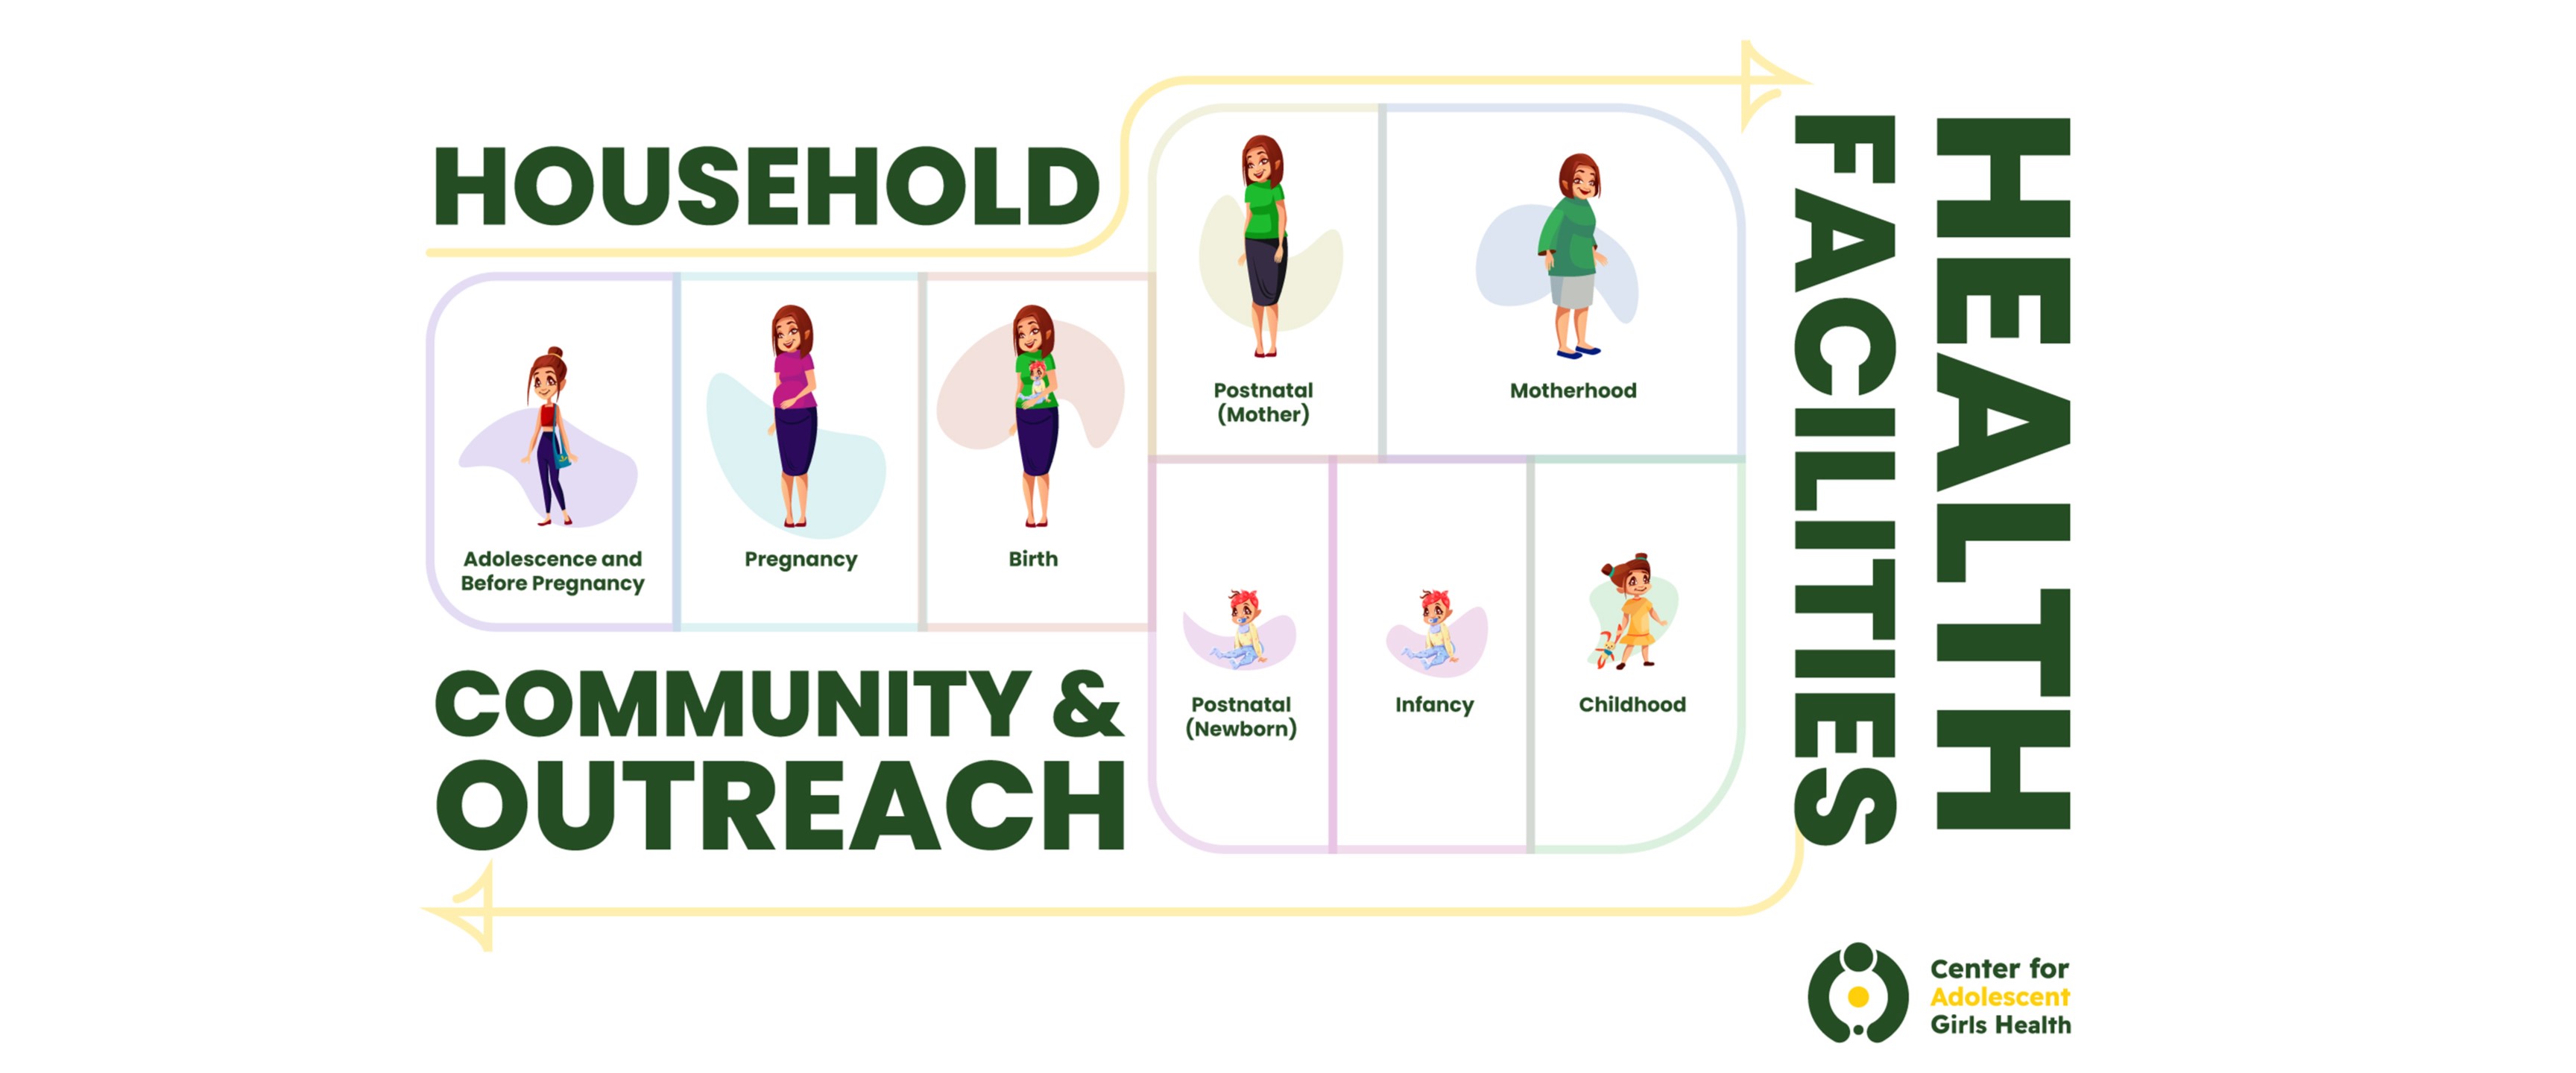 HOUSEHOLD
Adolescence and
Before Pregnancy
Pregnancy
Birth
Postnatal
(Mother)
Motherhood
Postnatal
(Newborn)
Infancy
Childhood
COMMUNITY &
OUTREACH
HEALTH
FACILITIES
Center for
Adolescent
Girls Health